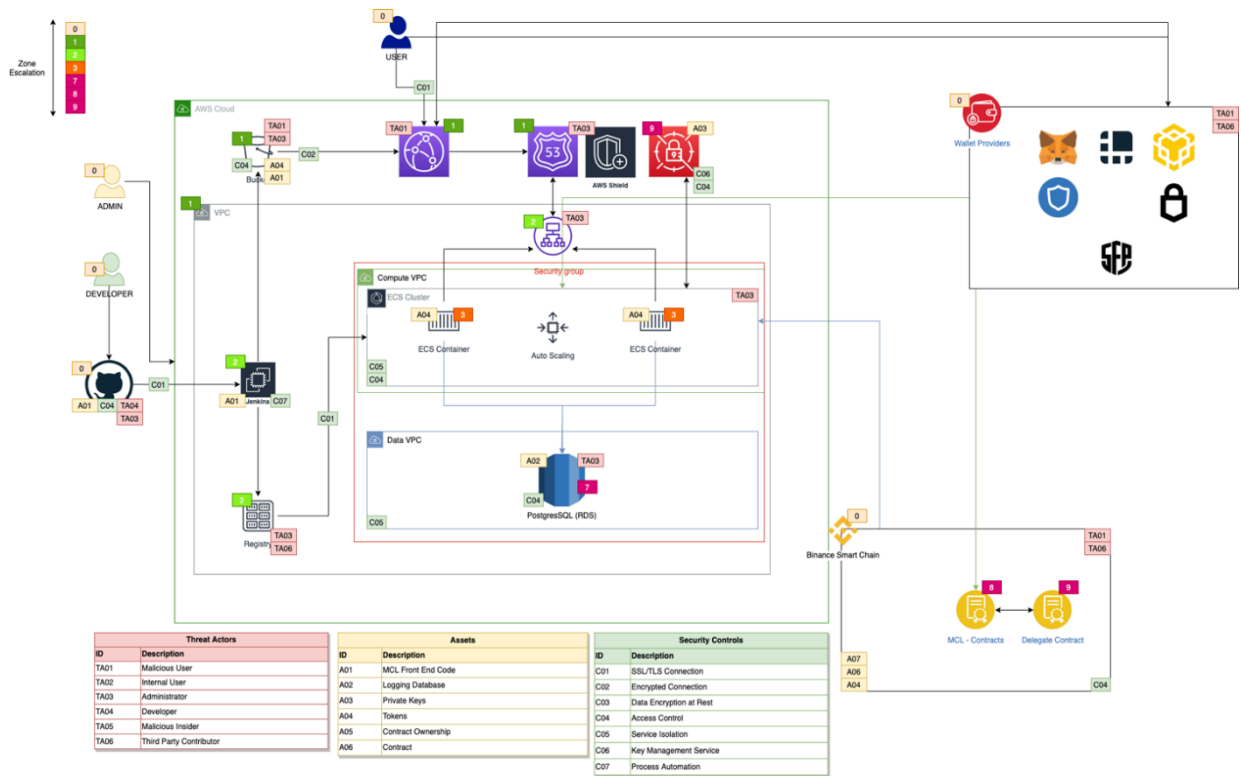 0
USER
Zone
Escalation
0
1
2
3
7
8
9
C01
AWS Cloud
TA01
TA03
1
C04
A04
A01
C02
TA01
1
1
TA03
53
AWS Shield
9
A03
C06
C04
0
Wallet Providers
TA01
TA06
SFP
0
ADMIN
0
DEVELOPER
1
VPC
2
TA03
Security group
Compute VPC
ECS Cluster
TA03
A04
3
ECS Container
Auto Scaling
A04
3
ECS Container
C05
C04
0
A01
C04
TA04
TA03
C01
2
A01
Jenkins
C07
C01
Data VPC
A02
TA03
7
C04
PostgresSQL (RDS)
C05
2
Registry
TA03
TA06
0
Binance Smart Chain
TA01
TA06
8
MCL - Contracts
9
Delegate Contract
A07
A06
A04
C04
Threat Actors
ID Description
TA01 Malicious User
TA02 Internal User
TA03 Administrator
TA04 Developer
TA05 Malicious Insider
TA06 Third Party Contributor
Assets
ID Description
A01 MCL Front End Code
A02 Logging Database
A03 Private Keys
A04 Tokens
A05 Contract Ownership
A06 Contract
Security Controls
ID Description
C01 SSL/TLS Connection
C02 Encrypted Connection
C03 Data Encryption at Rest
C04 Access Control
C05 Service Isolation
C06 Key Management Service
C07 Process Automation